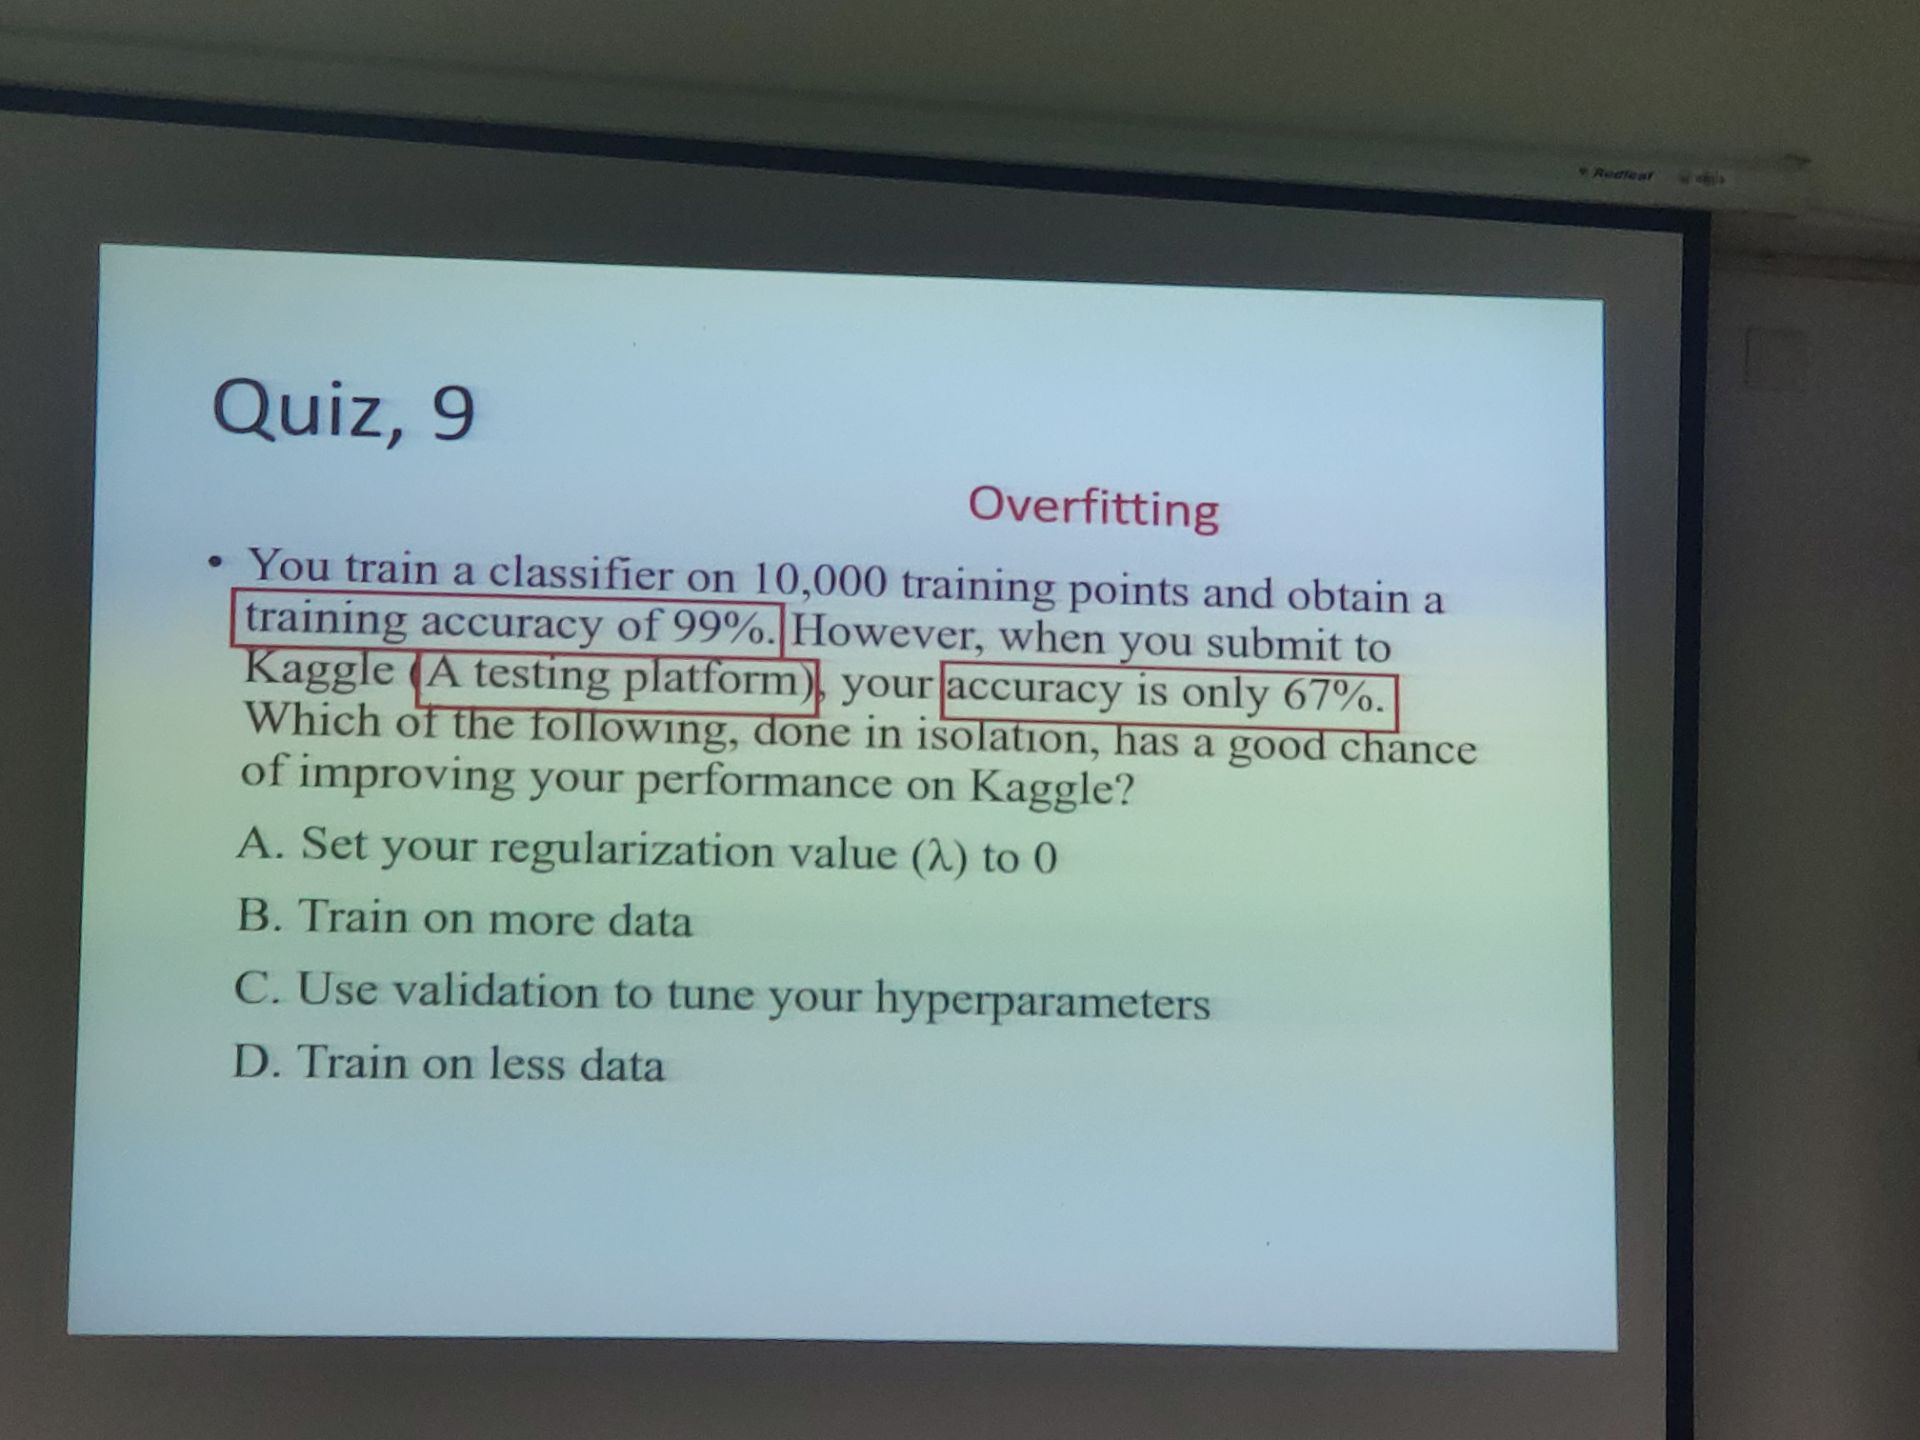 Redleaf
Quiz, 9
Overfitting
• You train a classifier on 10,000 training points and obtain a
training accuracy of 99%. However, when you submit to
Kaggle (A testing platform), your accuracy is only 67%.
Which of the following, done in isolation, has a good chance
of improving your performance on Kaggle?
A. Set your regularization value (λ) to 0
B. Train on more data
C. Use validation to tune your hyperparameters
D. Train on less data